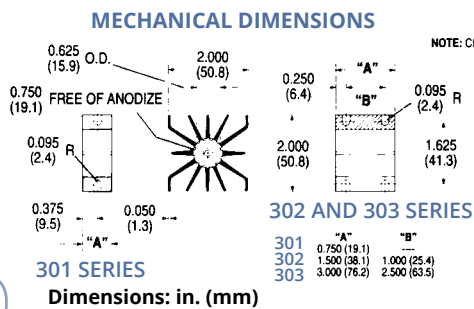 MECHANICAL DIMENSIONS
NOTE: C
0.625
(15.9) O.D.
2.000
(50.8)
"A"
0.250
(6.4)
"B"
0.095
(2.4) R
0.750
(19.1)
FREE OF ANODIZE
0.095
(2.4) R
2.000
(50.8)
1.625
(41.3)
0.375
(9.5)
0.050
(1.3)
"A"
302 AND 303 SERIES
"A" "B"
301 0.750 (19.1) ----
302 1.500 (38.1) 1.000 (25.4)
303 3.000 (76.2) 2.500 (63.5)
301 SERIES
Dimensions: in. (mm)